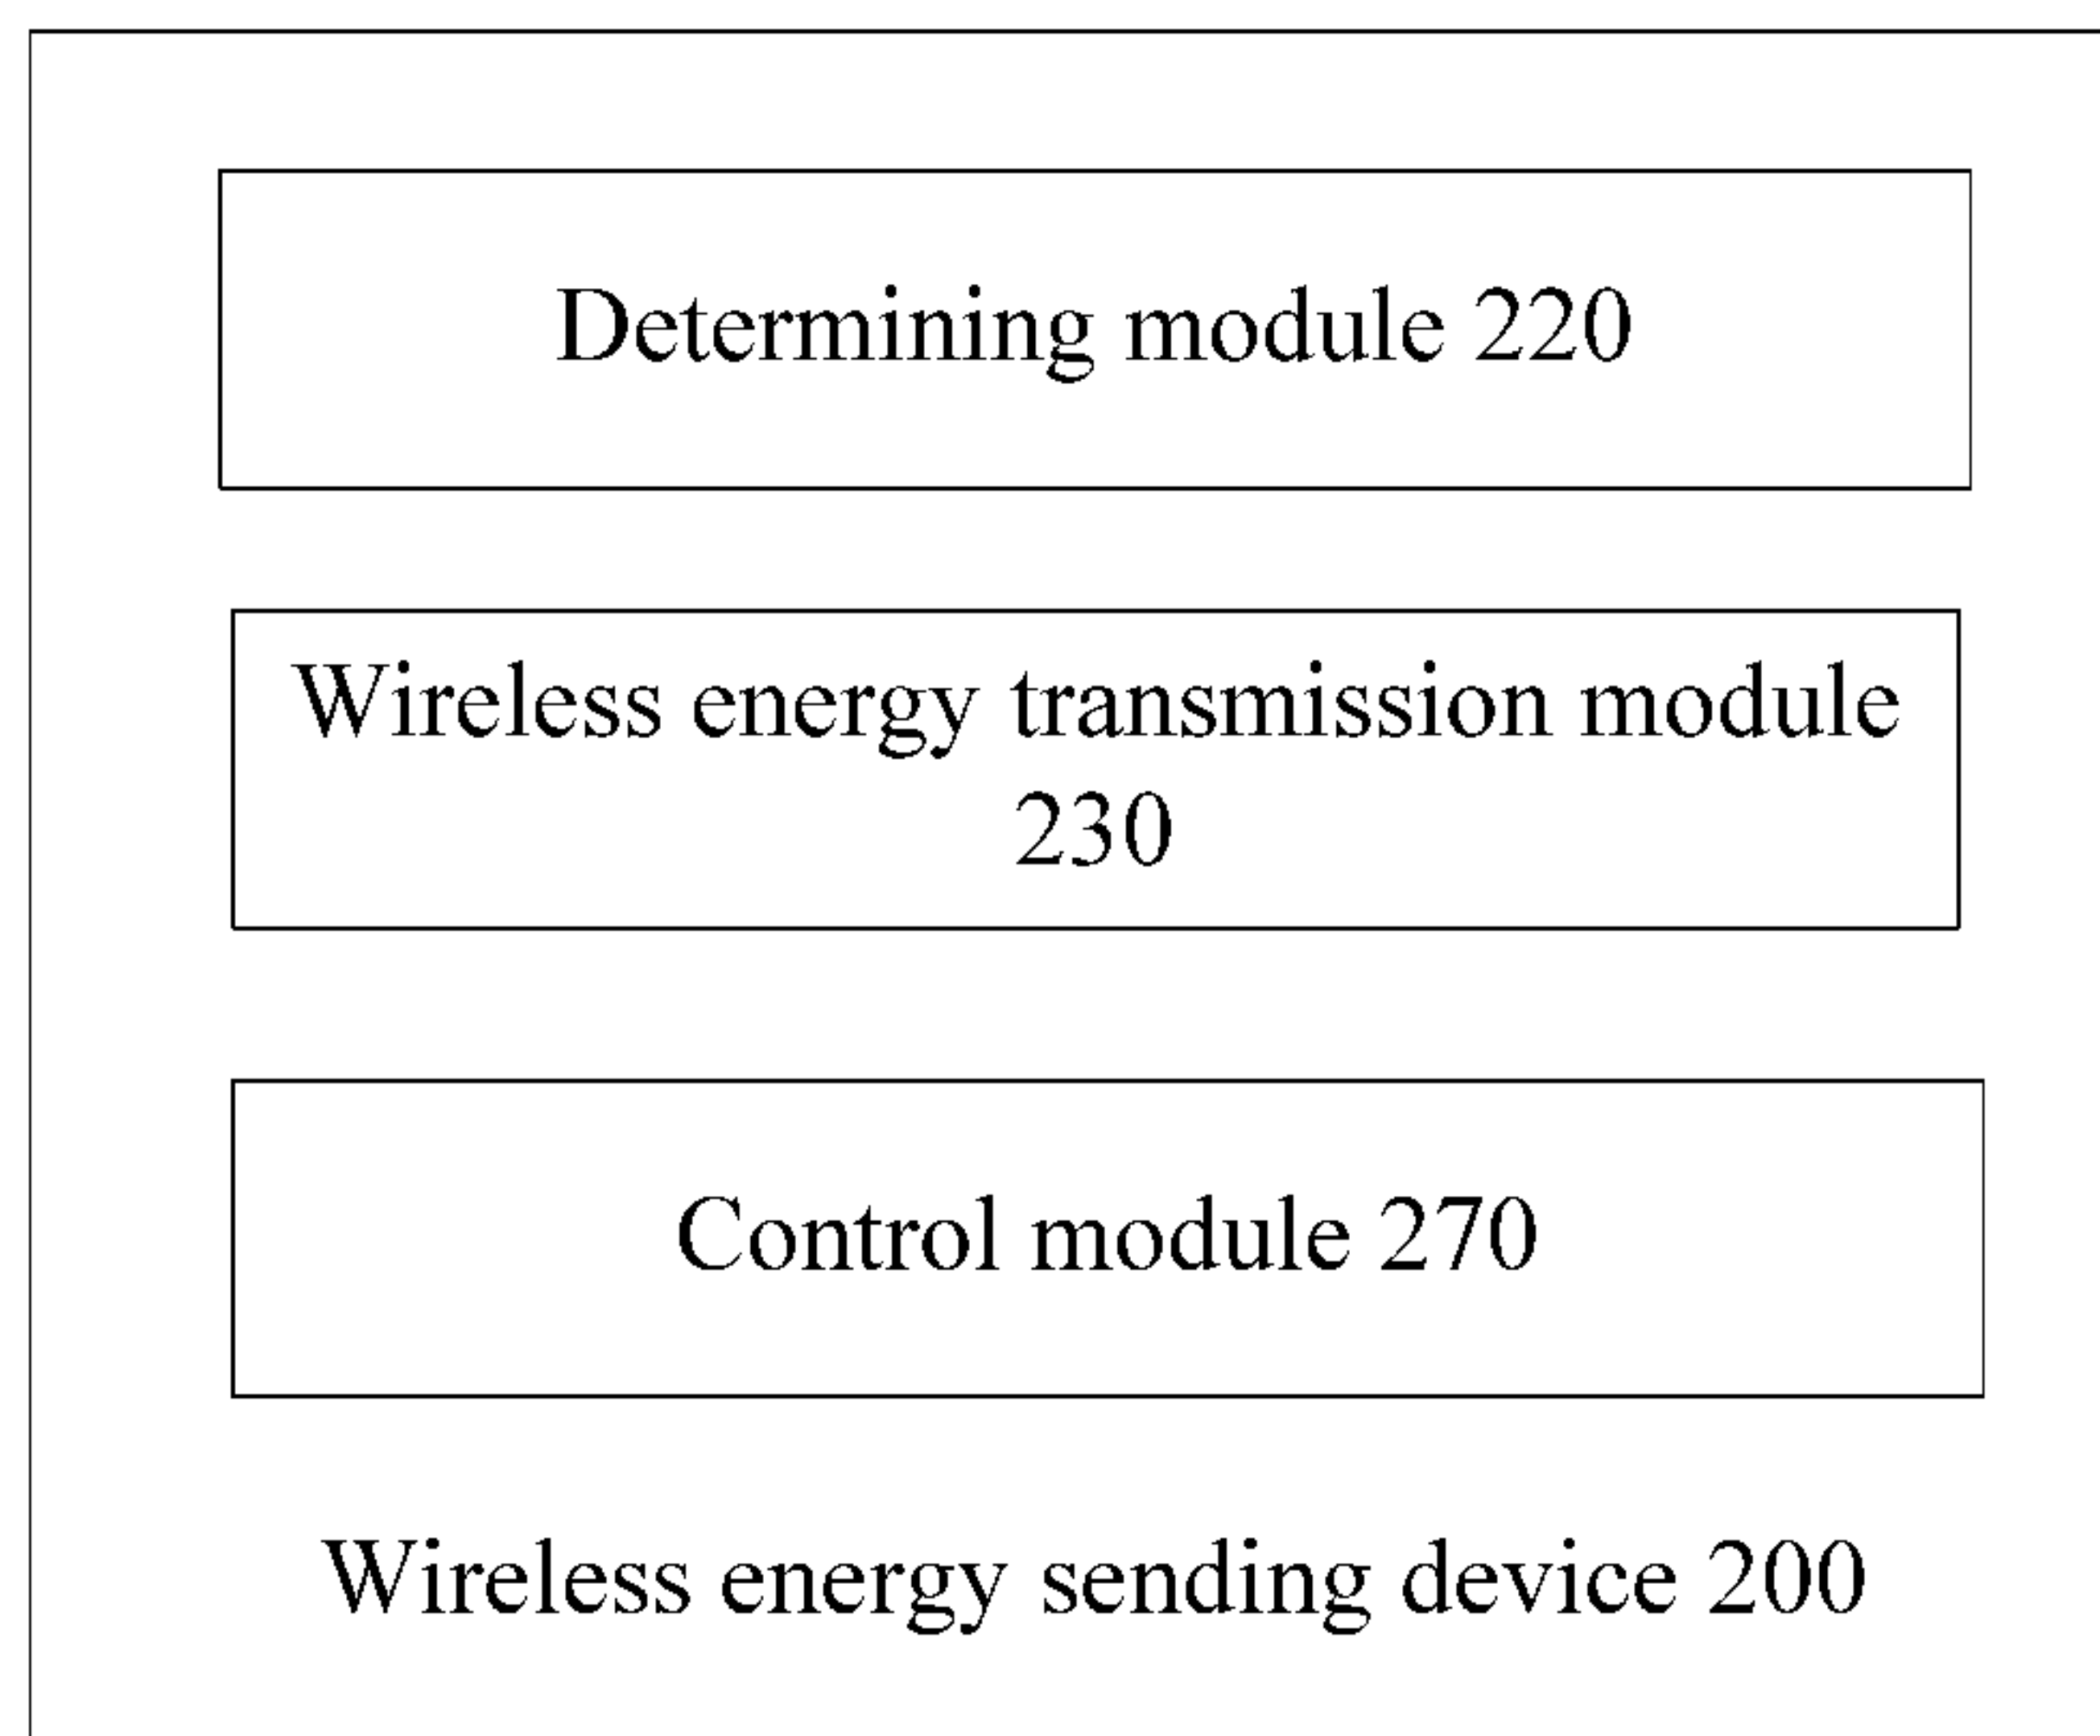 Determining module 220
Wireless energy transmission module
230
Control module 270
Wireless energy sending device 200